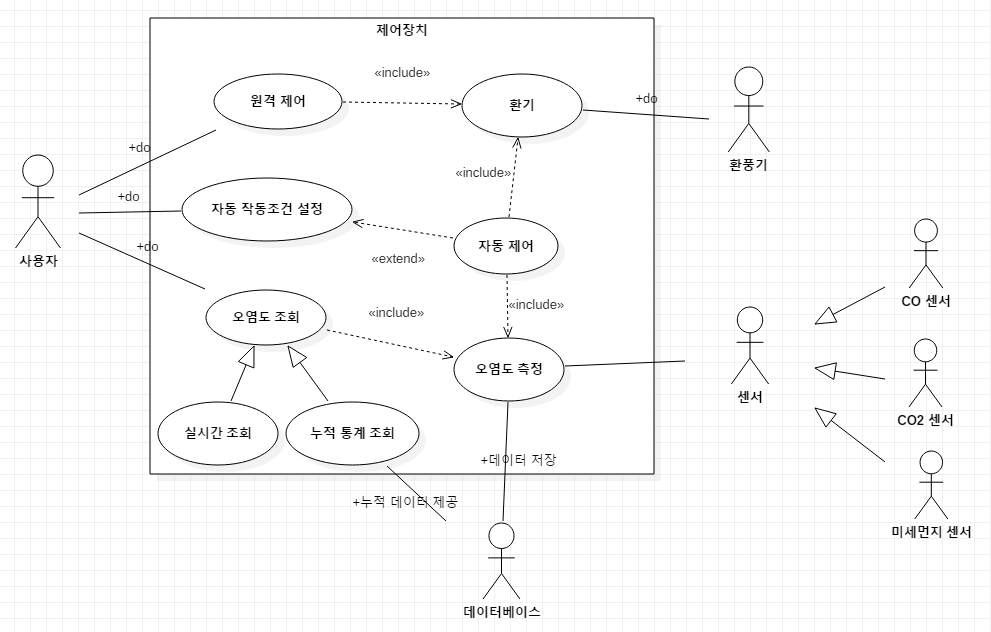 제어장치
«include»
원격 제어
환기
+do
환풍기
+do
«include»
+do
자동 작동조건 설정
사용자
+do
자동 제어
«extend»
CO 센서
«include»
«include»
오염도 조회
오염도 측정
센서
CO2 센서
실시간 조회
누적 통계 조회
+데이터 저장
+누적 데이터 제공
미세먼지 센서
데이터베이스